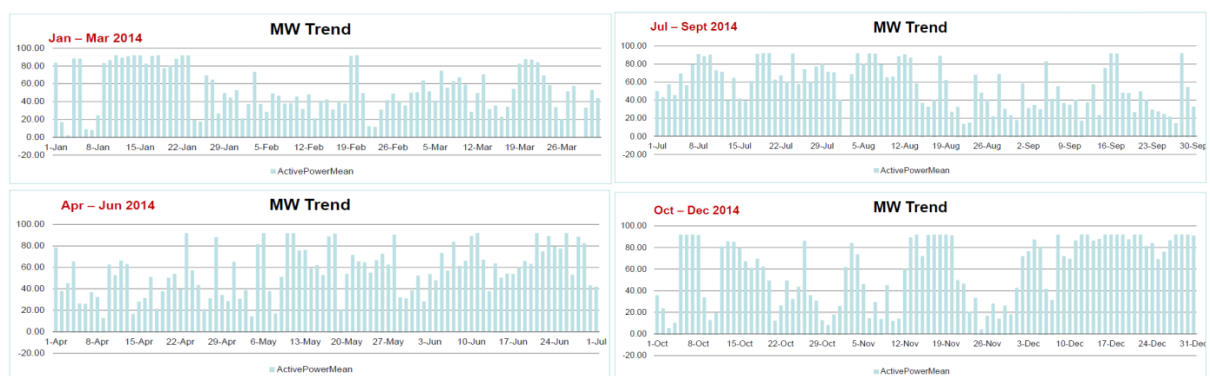 Jan – Mar 2014
MW Trend
100.00
80.00
60.00
40.00
20.00
0.00
-20.00
1-Jan 8-Jan 15-Jan 22-Jan 29-Jan 5-Feb 12-Feb 19-Feb 26-Feb 5-Mar 12-Mar 19-Mar 26-Mar
ActivePowerMean
Jul – Sept 2014
MW Trend
100.00
80.00
60.00
40.00
20.00
0.00
-20.00
1-Jul 8-Jul 15-Jul 22-Jul 29-Jul 5-Aug 12-Aug 19-Aug 26-Aug 2-Sep 9-Sep 16-Sep 23-Sep 30-Sep
ActivePowerMean
Apr – Jun 2014
MW Trend
100.00
80.00
60.00
40.00
20.00
0.00
-20.00
1-Apr 8-Apr 15-Apr 22-Apr 29-Apr 6-May 13-May 20-May 27-May 3-Jun 10-Jun 17-Jun 24-Jun 1-Jul
ActivePowerMean
Oct – Dec 2014
MW Trend
100.00
80.00
60.00
40.00
20.00
0.00
-20.00
1-Oct 8-Oct 15-Oct 22-Oct 29-Oct 5-Nov 12-Nov 19-Nov 26-Nov 3-Dec 10-Dec 17-Dec 24-Dec 31-Dec
ActivePowerMean